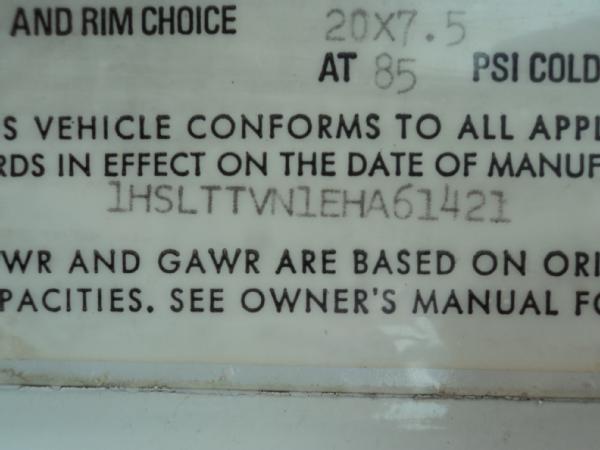 AND RIM CHOICE 20X7.5
AT 85 PSI COLD
S VEHICLE CONFORMS TO ALL APPL
RDS IN EFFECT ON THE DATE OF MANUF
1HSLTTVN1EHA61421
WR AND GAWR ARE BASED ON ORI
PACITIES. SEE OWNER'S MANUAL FO